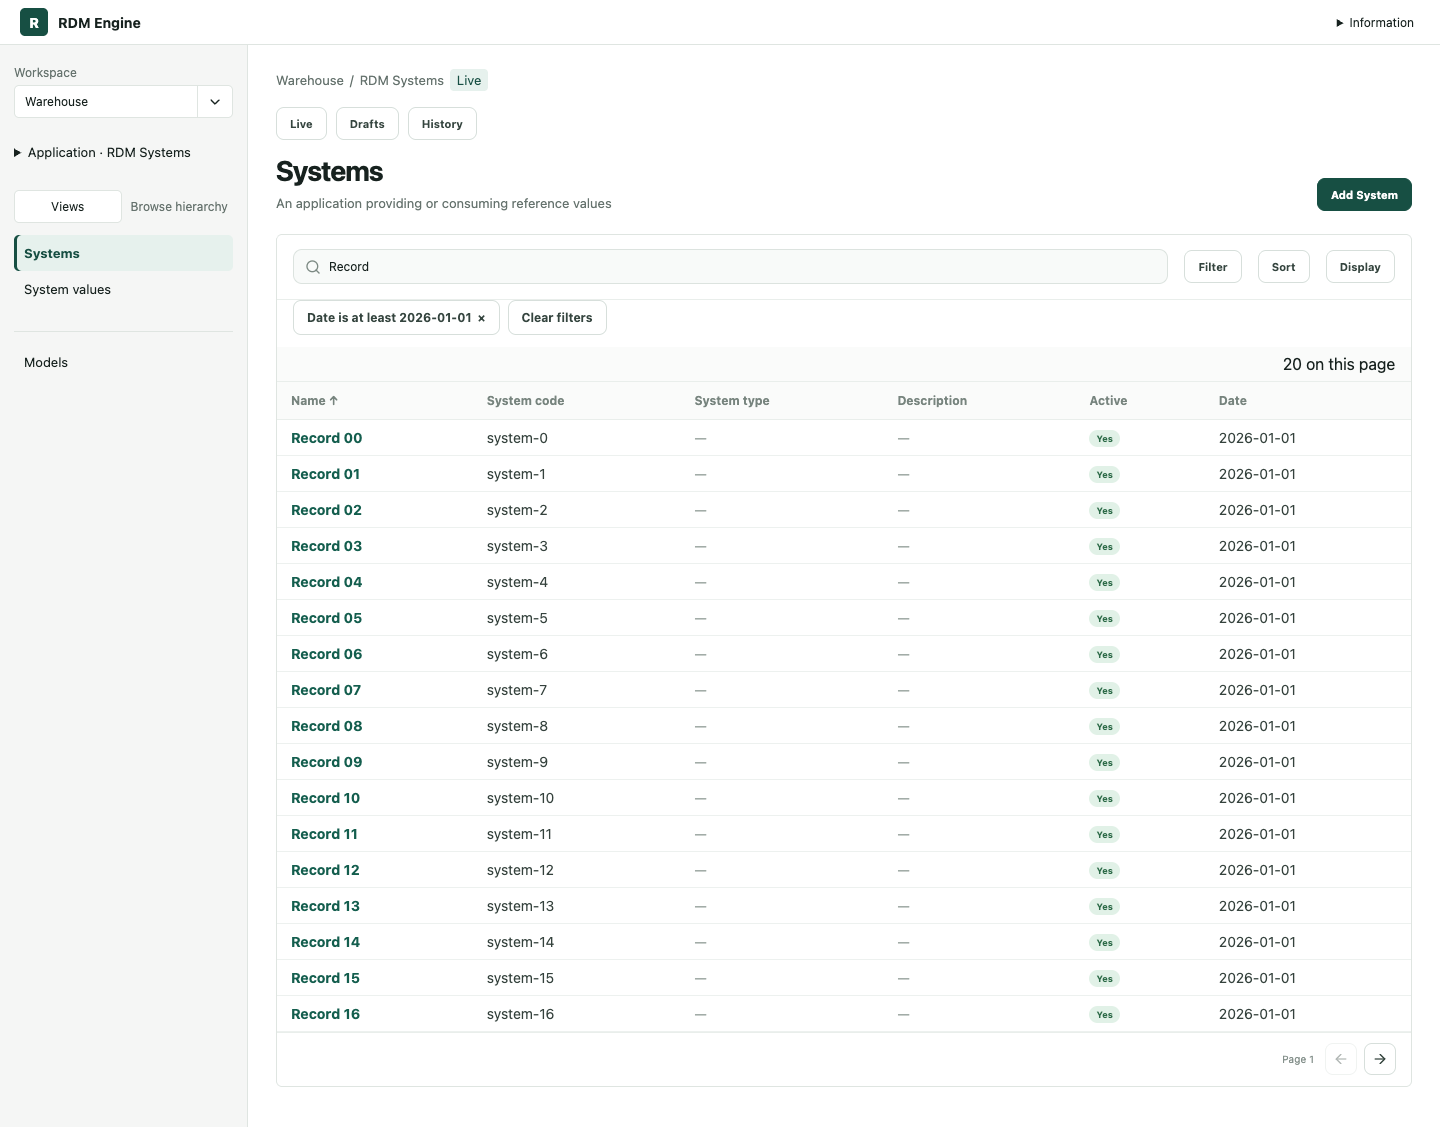 R RDM Engine
Information
Workspace
Warehouse
Application · RDM Systems
Views Browse hierarchy
Systems
System values
Models
Warehouse / RDM Systems Live
Live Drafts History
Systems
An application providing or consuming reference values
Add System
Record
Filter Sort Display
Date is at least 2026-01-01 × Clear filters
20 on this page
Name ↑ System code System type Description Active Date
Record 00 system-0 — — Yes 2026-01-01
Record 01 system-1 — — Yes 2026-01-01
Record 02 system-2 — — Yes 2026-01-01
Record 03 system-3 — — Yes 2026-01-01
Record 04 system-4 — — Yes 2026-01-01
Record 05 system-5 — — Yes 2026-01-01
Record 06 system-6 — — Yes 2026-01-01
Record 07 system-7 — — Yes 2026-01-01
Record 08 system-8 — — Yes 2026-01-01
Record 09 system-9 — — Yes 2026-01-01
Record 10 system-10 — — Yes 2026-01-01
Record 11 system-11 — — Yes 2026-01-01
Record 12 system-12 — — Yes 2026-01-01
Record 13 system-13 — — Yes 2026-01-01
Record 14 system-14 — — Yes 2026-01-01
Record 15 system-15 — — Yes 2026-01-01
Record 16 system-16 — — Yes 2026-01-01
Page 1 ← →